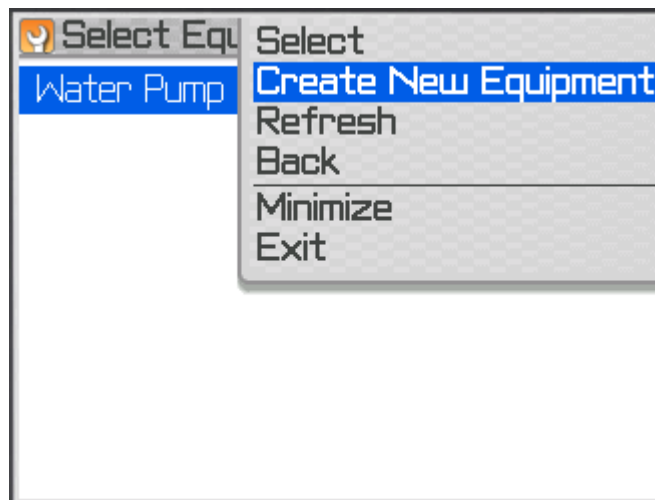 Select Equ
Water Pump
Select
Create New Equipment
Refresh
Back
Minimize
Exit